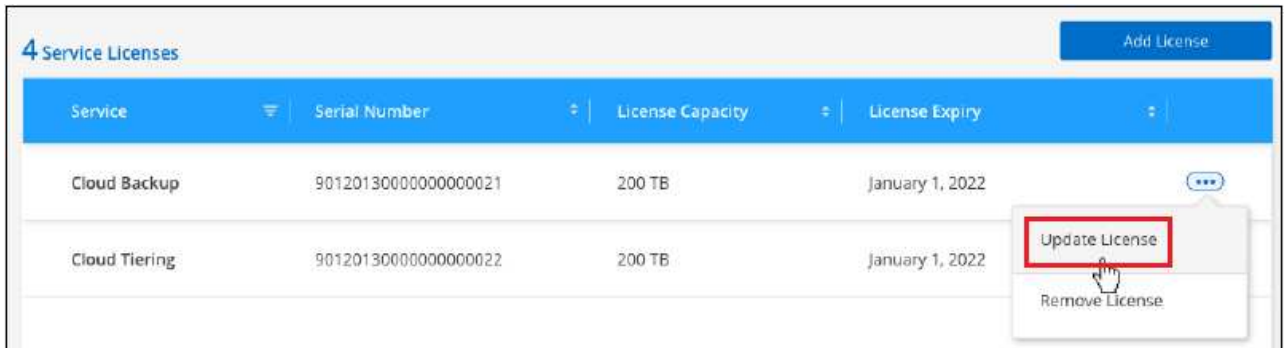 4 Service Licenses
Add License
Service Serial Number License Capacity License Expiry
Cloud Backup 90120130000000000021 200 TB January 1, 2022
Update License
Cloud Tiering 90120130000000000022 200 TB January 1, 2022
Remove License